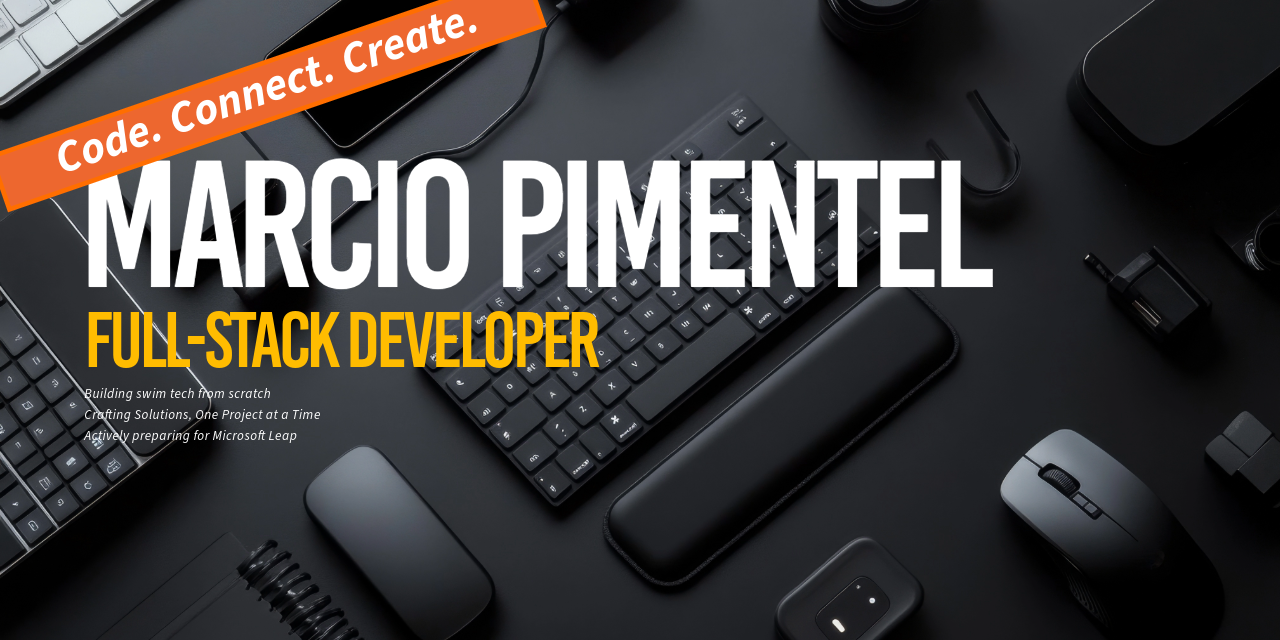 Code. Connect. Create.
MARCIO PIMENTEL
FULL-STACK DEVELOPER
Building swim tech from scratch
Crafting Solutions, One Project at a Time
Actively preparing for Microsoft Leap